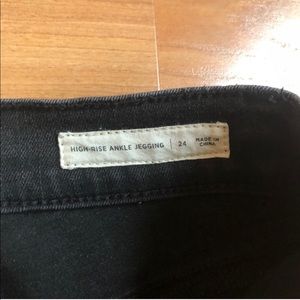 HIGH-RISE ANKLE JEGGING | 24 MADE IN
CHINA